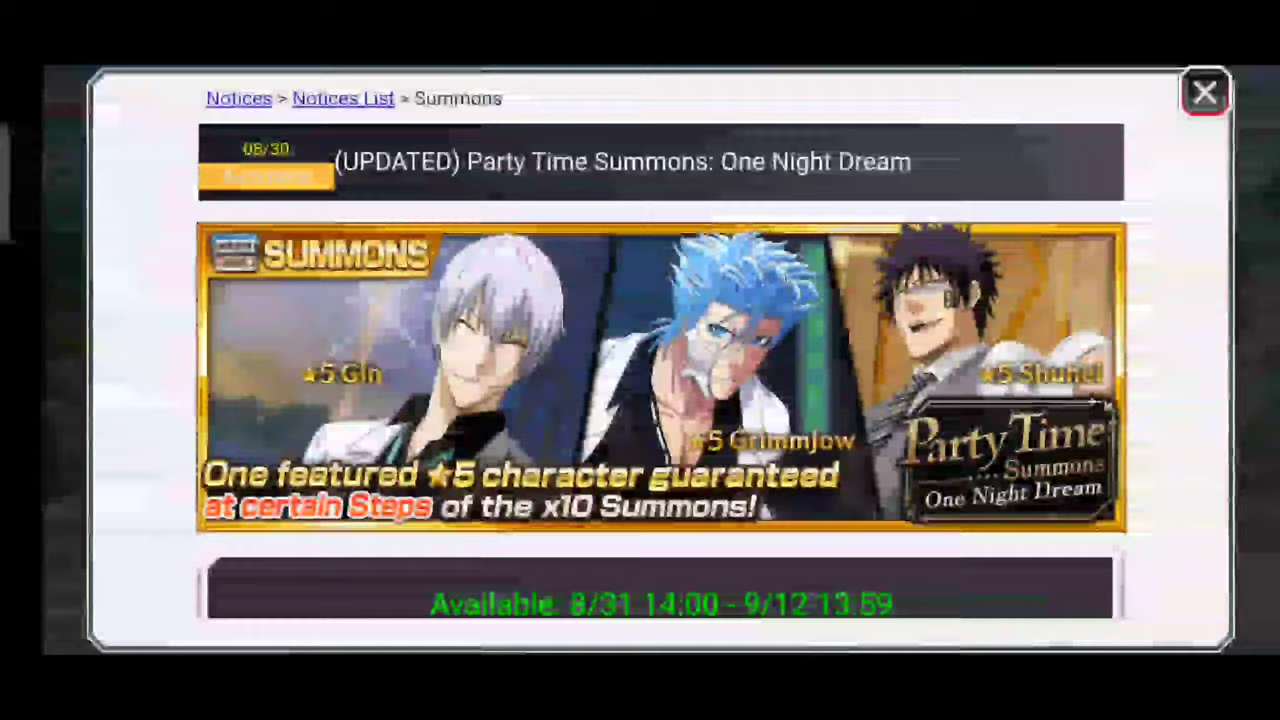 Notices > Notices List > Summons
08/30
(UPDATED) Party Time Summons: One Night Dream
SUMMONS
★5 Gin
★5 Grimmjow
★5 Shuhei
One featured ★5 character guaranteed
at certain Steps of the x10 Summons!
Party Time
Summons
One Night Dream
Available: 8/31 14:00 - 9/12 13:59